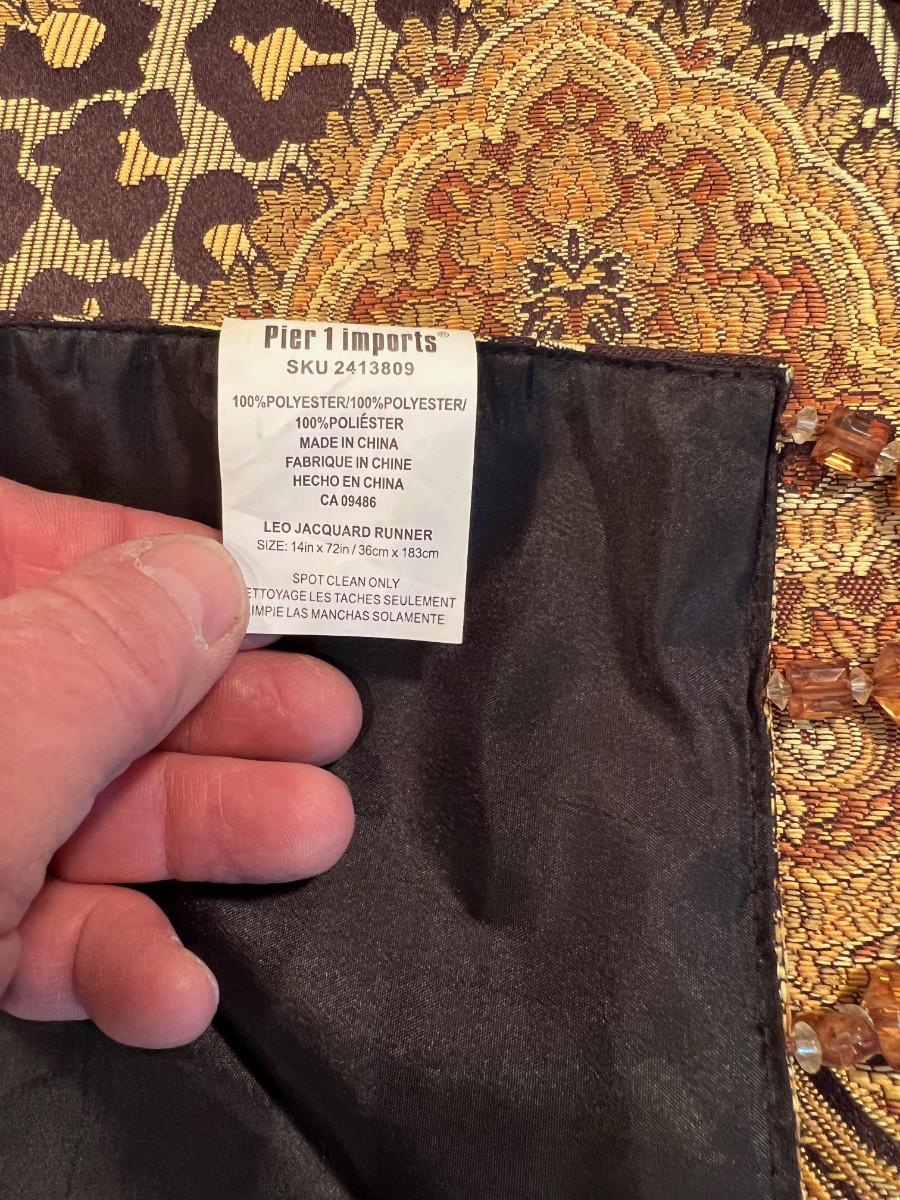 Pier 1 imports®
SKU 2413809
100%POLYESTER/100%POLYESTER/
100%POLIÉSTER
MADE IN CHINA
FABRIQUE IN CHINE
HECHO EN CHINA
CA 09486
LEO JACQUARD RUNNER
SIZE: 14in x 72in / 36cm x 183cm
SPOT CLEAN ONLY
ETTOYAGE LES TACHES SEULEMENT
IMPIE LAS MANCHAS SOLAMENTE